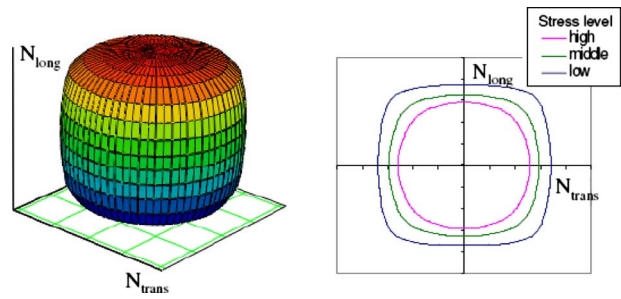 N_long
N_trans
Stress level
high
middle
low
N_long
N_trans